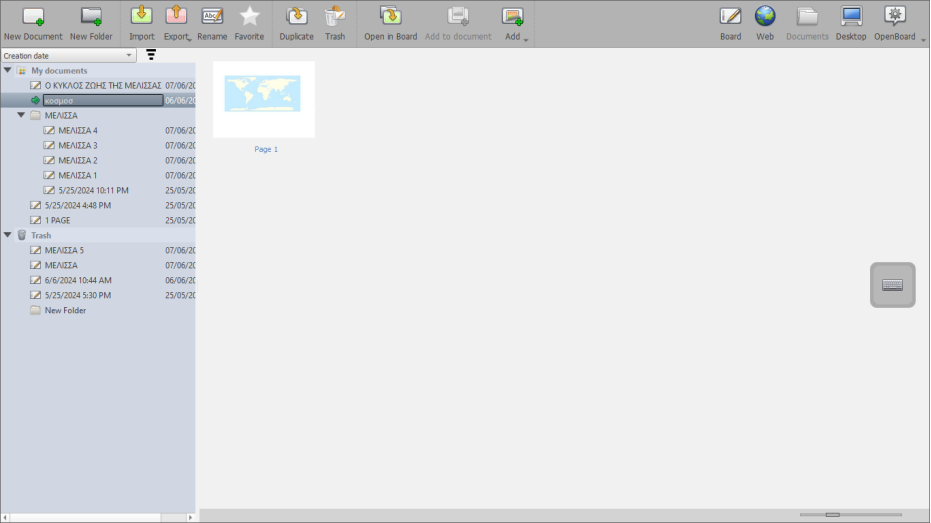 New Document
New Folder
Import
Export
Rename
Favorite
Duplicate
Trash
Open in Board
Add to document
Add
Board
Web
Documents
Desktop
OpenBoard
Creation date
My documents
Ο ΚΥΚΛΟΣ ΖΩΗΣ ΤΗΣ ΜΕΛΙΣΣΑΣ 07/06/20
κοσμοσ 06/06/20
ΜΕΛΙΣΣΑ
ΜΕΛΙΣΣΑ 4 07/06/20
ΜΕΛΙΣΣΑ 3 07/06/20
ΜΕΛΙΣΣΑ 2 07/06/20
ΜΕΛΙΣΣΑ 1 07/06/20
5/25/2024 10:11 PM 25/05/20
5/25/2024 4:48 PM 25/05/20
1 PAGE 25/05/20
Trash
ΜΕΛΙΣΣΑ 5 07/06/20
ΜΕΛΙΣΣΑ 07/06/20
6/6/2024 10:44 AM 06/06/20
5/25/2024 5:30 PM 25/05/20
New Folder
Page 1